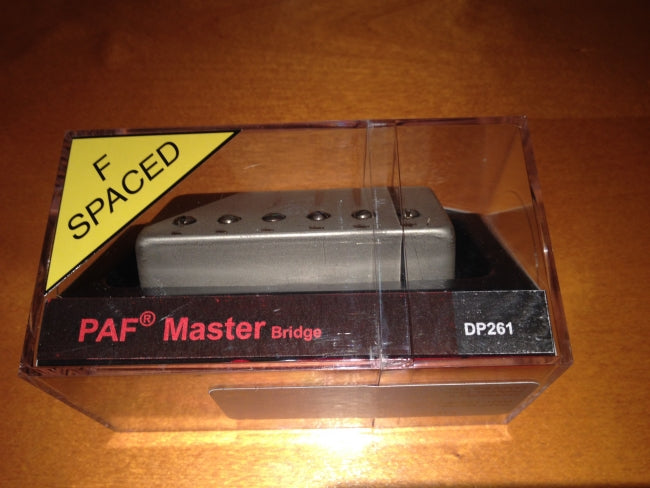 F
SPACED
PAF® Master Bridge
DP261